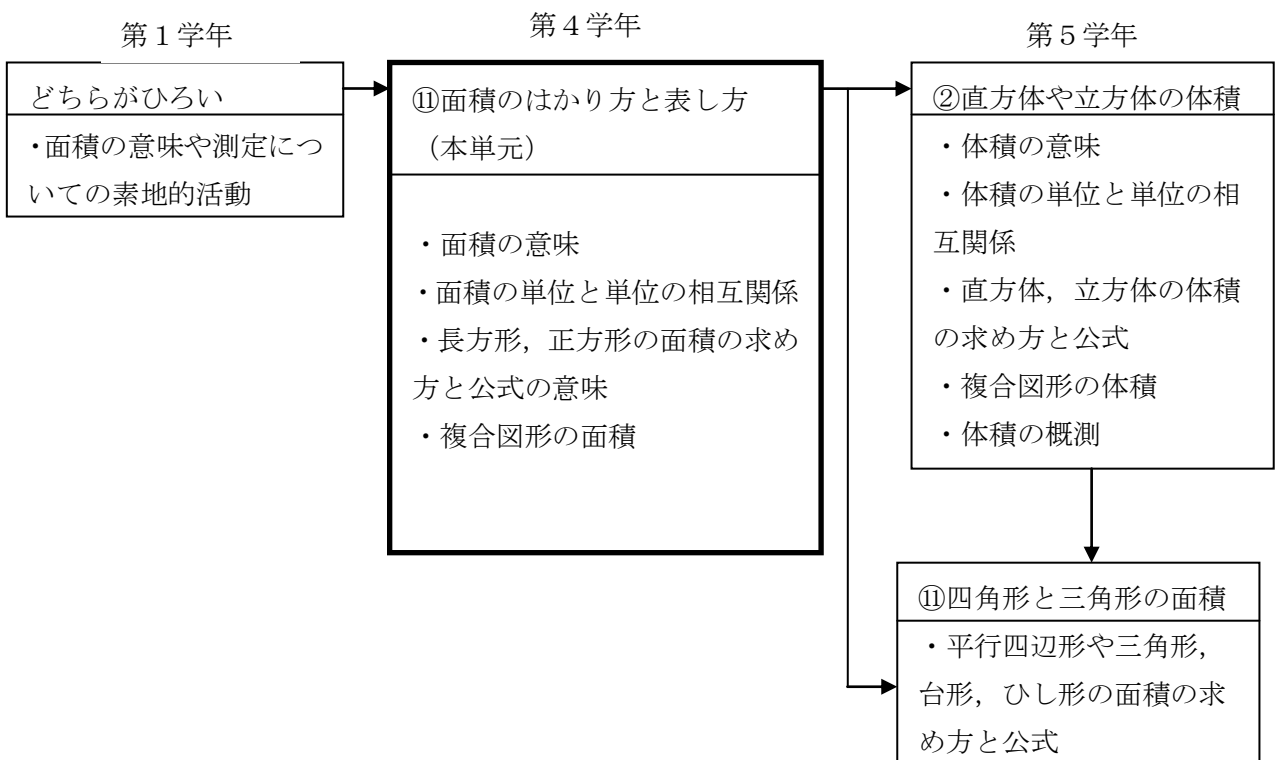 第１学年
どちらがひろい
・面積の意味や測定につ
いての素地的活動
第４学年
⑪面積のはかり方と表し方
（本単元）
・面積の意味
・面積の単位と単位の相互関係
・長方形，正方形の面積の求め
方と公式の意味
・複合図形の面積
第５学年
②直方体や立方体の体積
・体積の意味
・体積の単位と単位の相
互関係
・直方体，立方体の体積
の求め方と公式
・複合図形の体積
・体積の概測
⑪四角形と三角形の面積
・平行四辺形や三角形，
台形，ひし形の面積の求
め方と公式